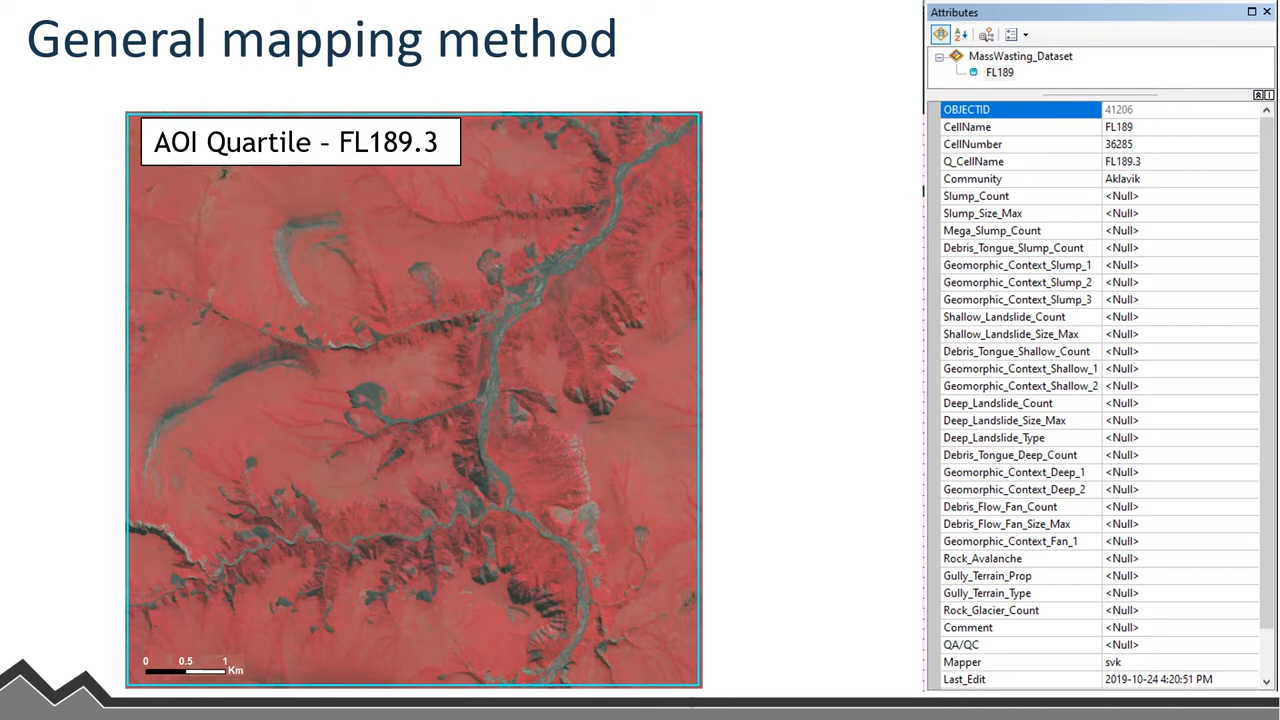 General mapping method
AOI Quartile – FL189.3
0 0.5 1
Km
Attributes
MassWasting_Dataset
FL189
OBJECTID 41206
CellName FL189
CellNumber 36285
Q_CellName FL189.3
Community Aklavik
Slump_Count <Null>
Slump_Size_Max <Null>
Mega_Slump_Count <Null>
Debris_Tongue_Slump_Count <Null>
Geomorphic_Context_Slump_1 <Null>
Geomorphic_Context_Slump_2 <Null>
Geomorphic_Context_Slump_3 <Null>
Shallow_Landslide_Count <Null>
Shallow_Landslide_Size_Max <Null>
Debris_Tongue_Shallow_Count <Null>
Geomorphic_Context_Shallow_1 <Null>
Geomorphic_Context_Shallow_2 <Null>
Deep_Landslide_Count <Null>
Deep_Landslide_Size_Max <Null>
Deep_Landslide_Type <Null>
Debris_Tongue_Deep_Count <Null>
Geomorphic_Context_Deep_1 <Null>
Geomorphic_Context_Deep_2 <Null>
Debris_Flow_Fan_Count <Null>
Debris_Flow_Fan_Size_Max <Null>
Geomorphic_Context_Fan_1 <Null>
Rock_Avalanche <Null>
Gully_Terrain_Prop <Null>
Gully_Terrain_Type <Null>
Rock_Glacier_Count <Null>
Comment <Null>
QA/QC <Null>
Mapper svk
Last_Edit 2019-10-24 4:20:51 PM